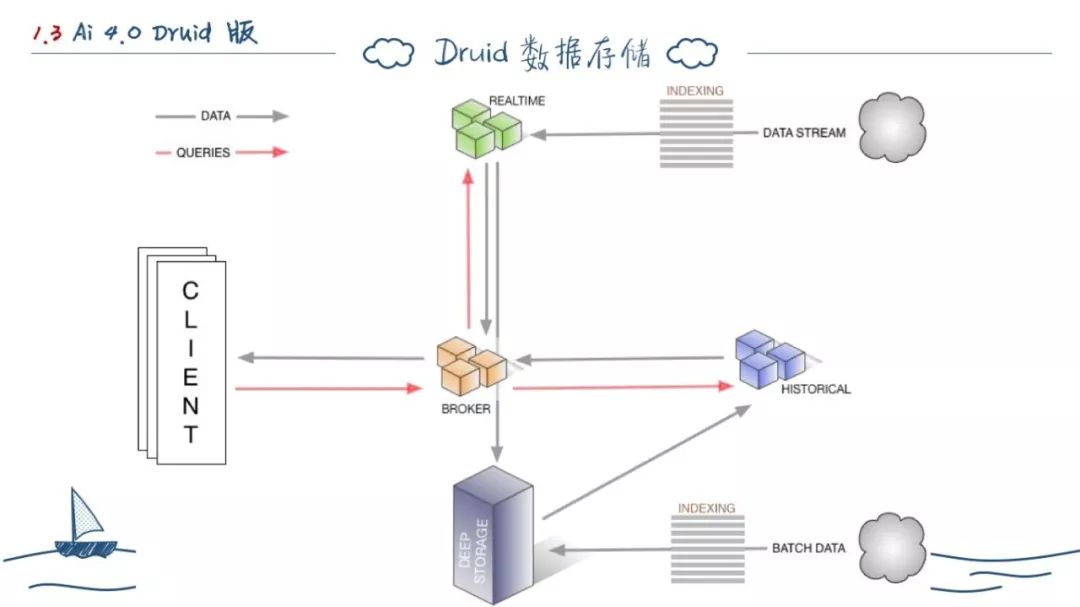 1.3 Ai 4.0 Druid 版
Druid 数据存储
DATA
QUERIES
REALTIME
INDEXING
DATA STREAM
CLIENT
BROKER
HISTORICAL
DEEP
STORAGE
INDEXING
BATCH DATA